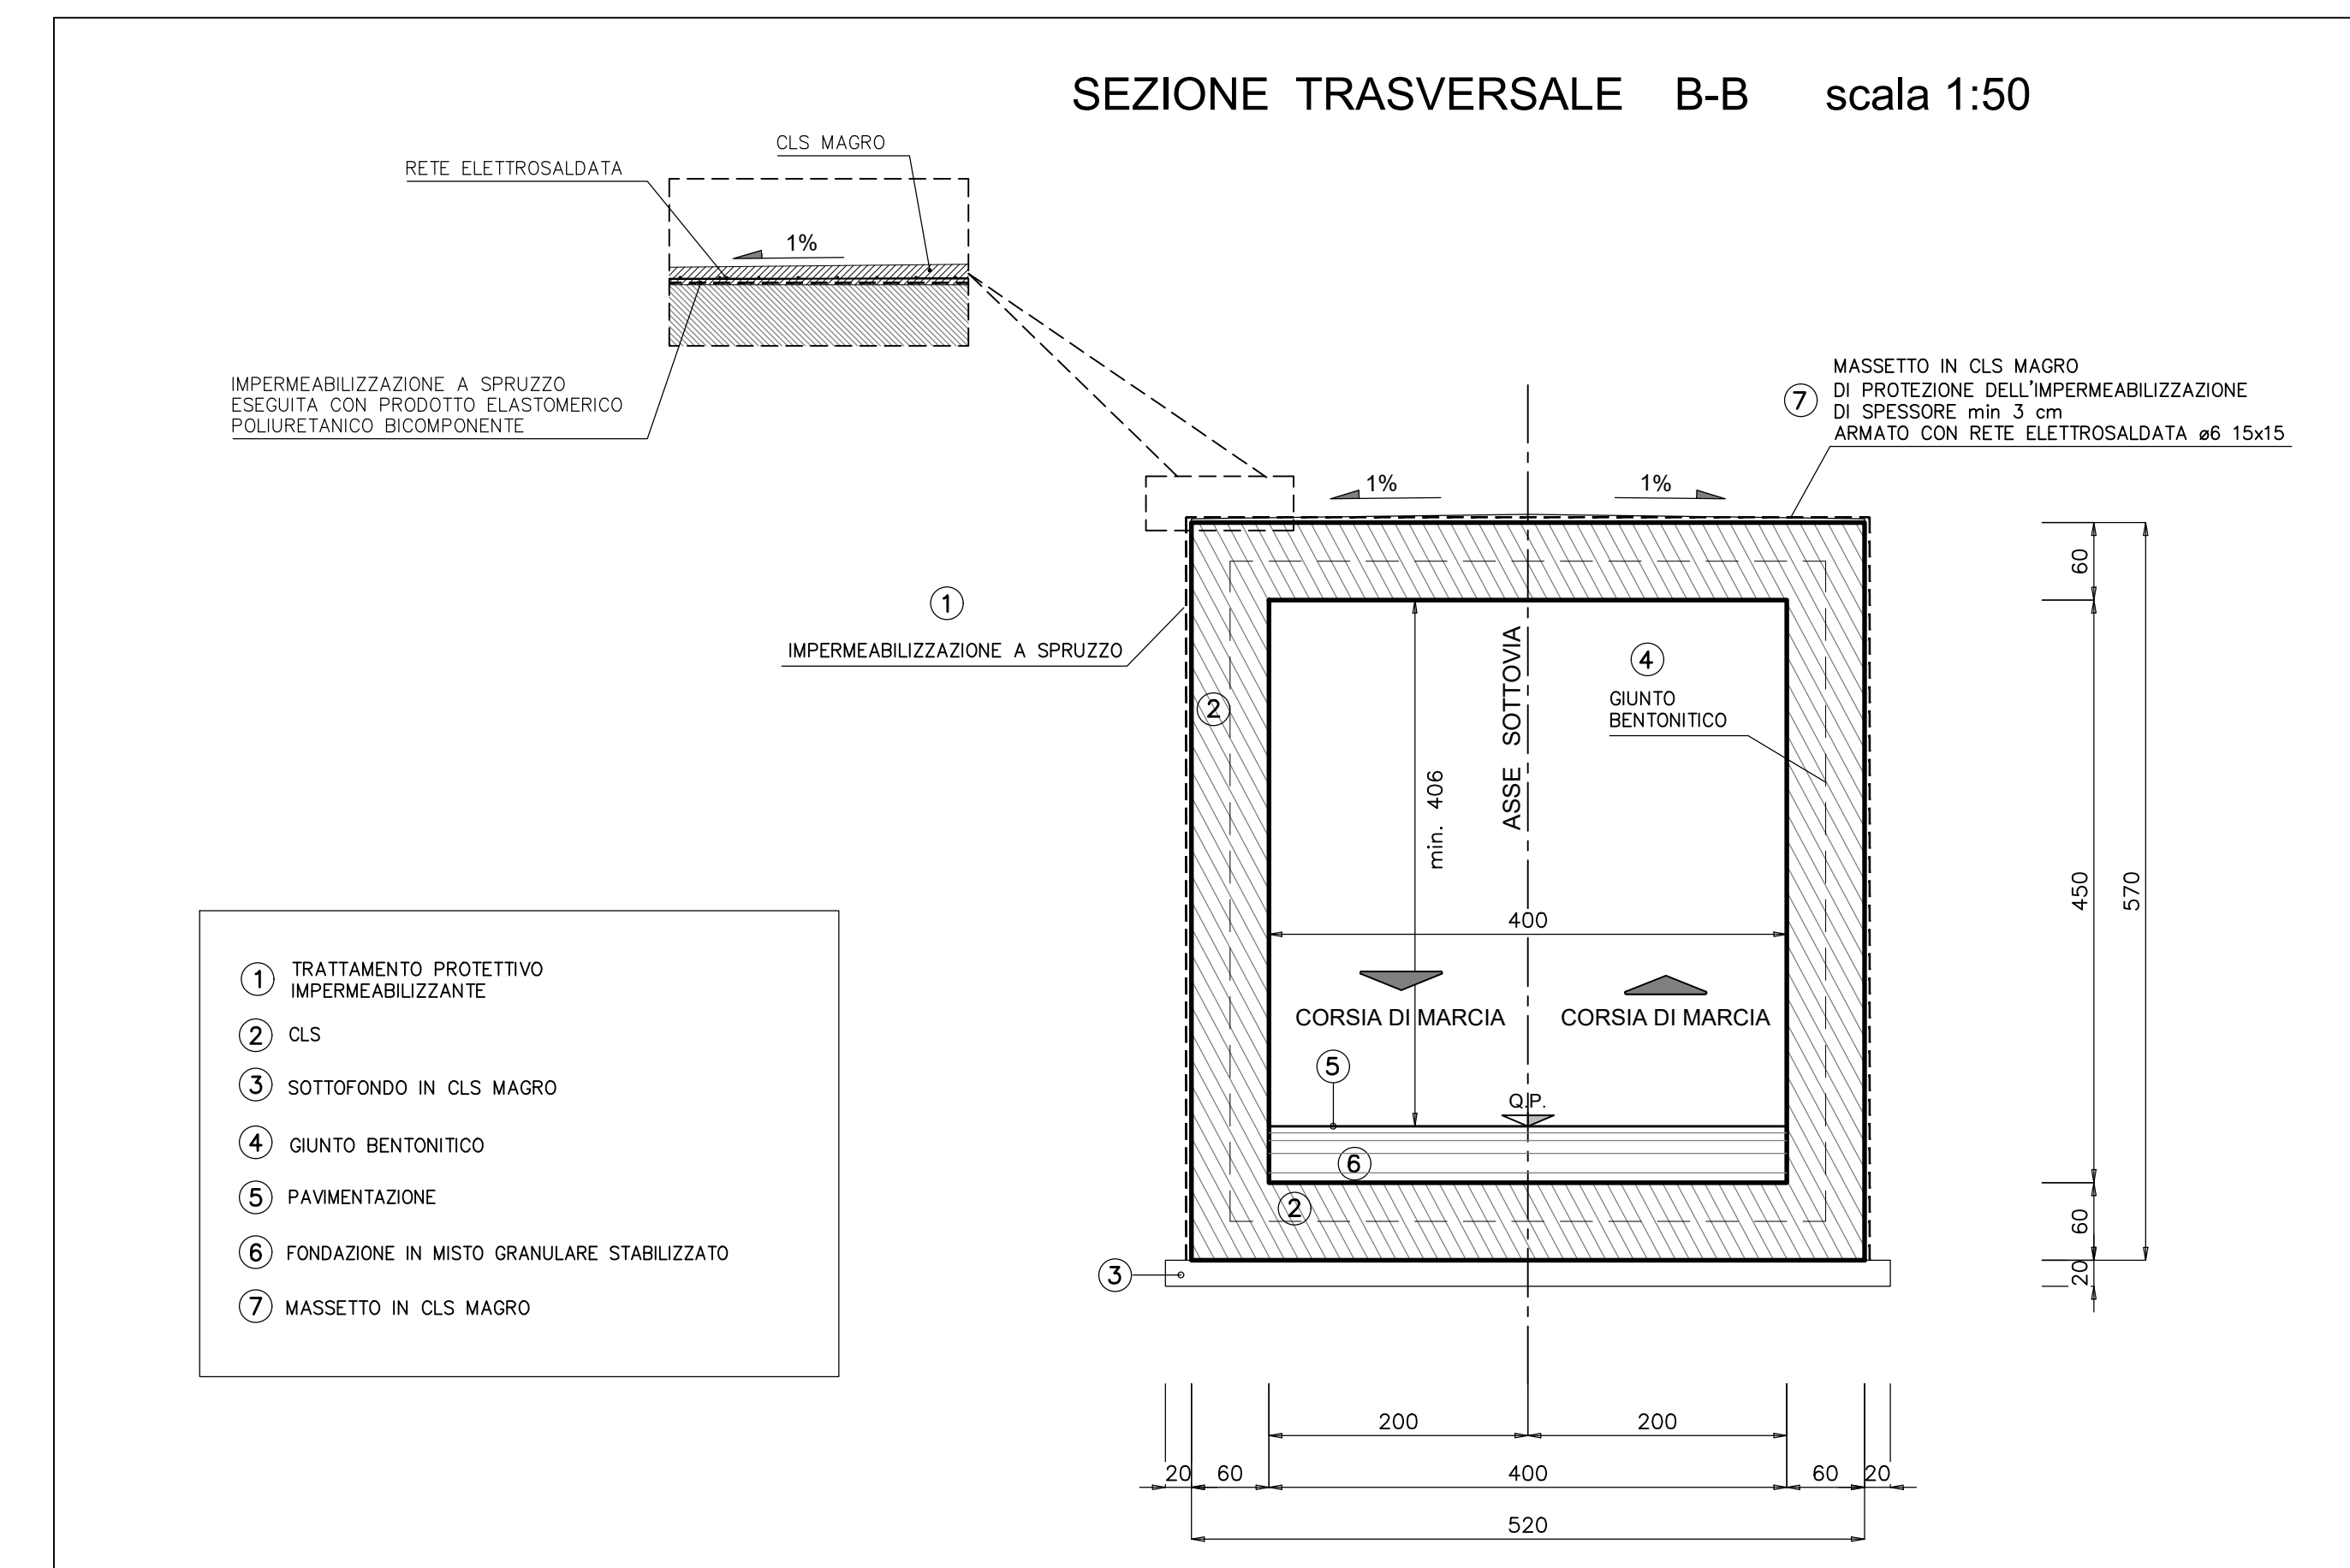 SEZIONE TRASVERSALE B-B scala 1:50
CLS MAGRO
RETE ELETTROSALDATA
1%
IMPERMEABILIZZAZIONE A SPRUZZO
ESEGUITA CON PRODOTTO ELASTOMERICO
POLIURETANICO BICOMPONENTE
7
MASSETTO IN CLS MAGRO
DI PROTEZIONE DELL'IMPERMEABILIZZAZIONE
DI SPESSORE min 3 cm
ARMATO CON RETE ELETTROSALDATA ø6 15x15
1%
1%
60
1
IMPERMEABILIZZAZIONE A SPRUZZO
2
ASSE SOTTOVIA
4
GIUNTO
BENTONITICO
min. 406
450
570
400
CORSIA DI MARCIA
CORSIA DI MARCIA
5
Q.P.
6
2
60
3
20
1 TRATTAMENTO PROTETTIVO
IMPERMEABILIZZANTE
2 CLS
3 SOTTOFONDO IN CLS MAGRO
4 GIUNTO BENTONITICO
5 PAVIMENTAZIONE
6 FONDAZIONE IN MISTO GRANULARE STABILIZZATO
7 MASSETTO IN CLS MAGRO
200 200
20 60 400 60 20
520